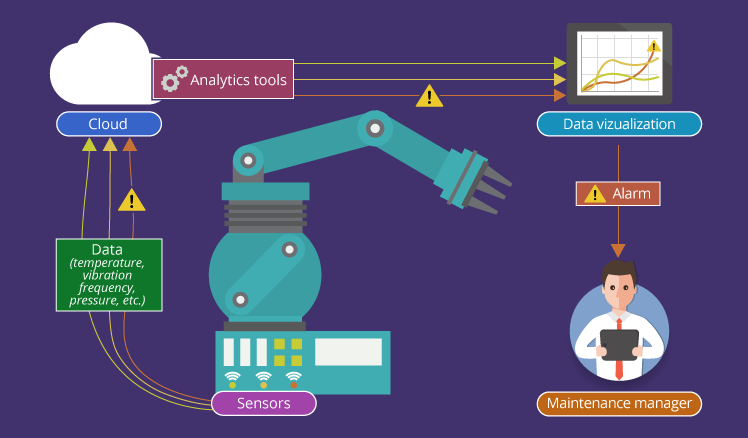 Analytics tools
Cloud
Data vizualization
Alarm
Data
(temperature,
vibration
frequency,
pressure, etc.)
Sensors
Maintenance manager